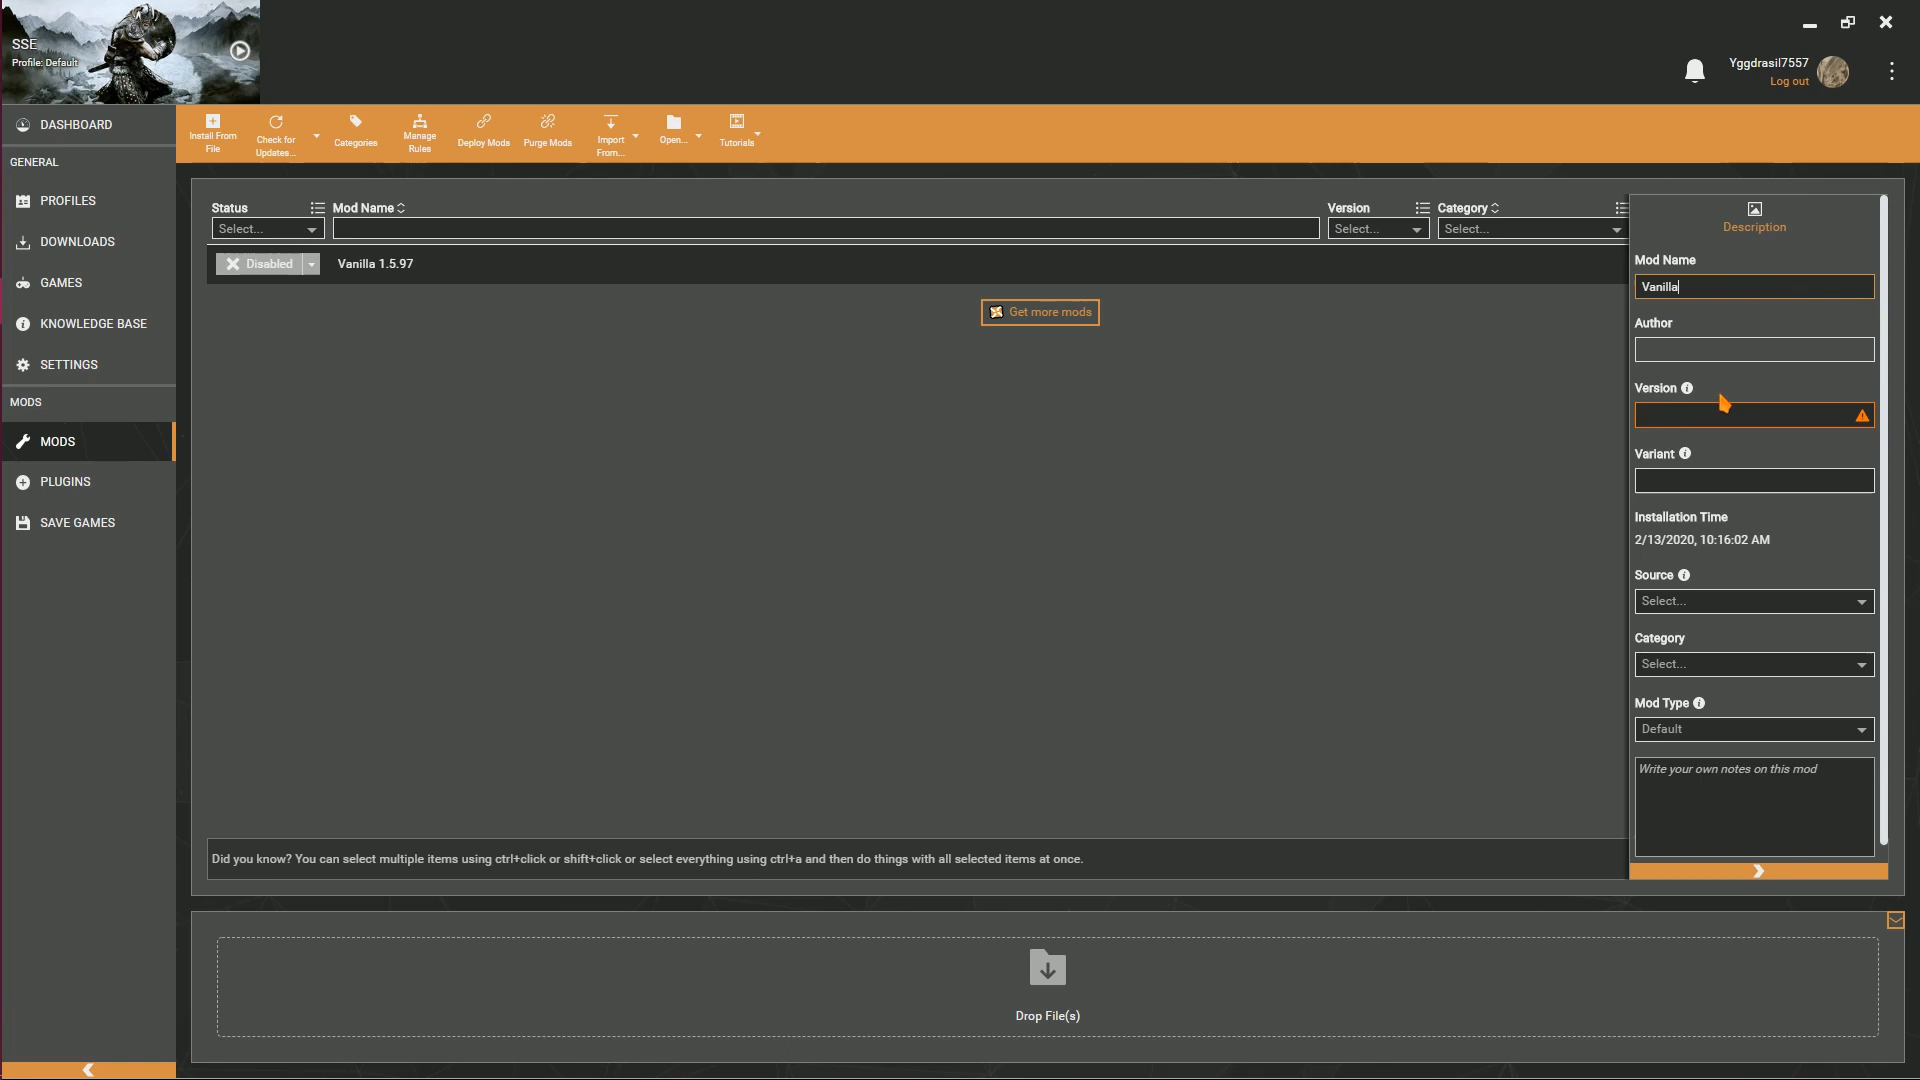 SSE
Profile: Default
Yggdrasil7557
Log out
DASHBOARD
GENERAL
PROFILES
DOWNLOADS
GAMES
KNOWLEDGE BASE
SETTINGS
MODS
MODS
PLUGINS
SAVE GAMES
Install From
File
Check for
Updates...
Categories
Manage
Rules
Deploy Mods
Purge Mods
Import
From...
Open...
Tutorials
Status
Mod Name
Version
Category
Select...
Select...
Select...
Disabled
Vanilla 1.5.97
Get more mods
Description
Mod Name
Vanilla
Author
Version
Variant
Installation Time
2/13/2020, 10:16:02 AM
Source
Select...
Category
Select...
Mod Type
Default
Write your own notes on this mod
Did you know? You can select multiple items using ctrl+click or shift+click or select everything using ctrl+a and then do things with all selected items at once.
Drop File(s)